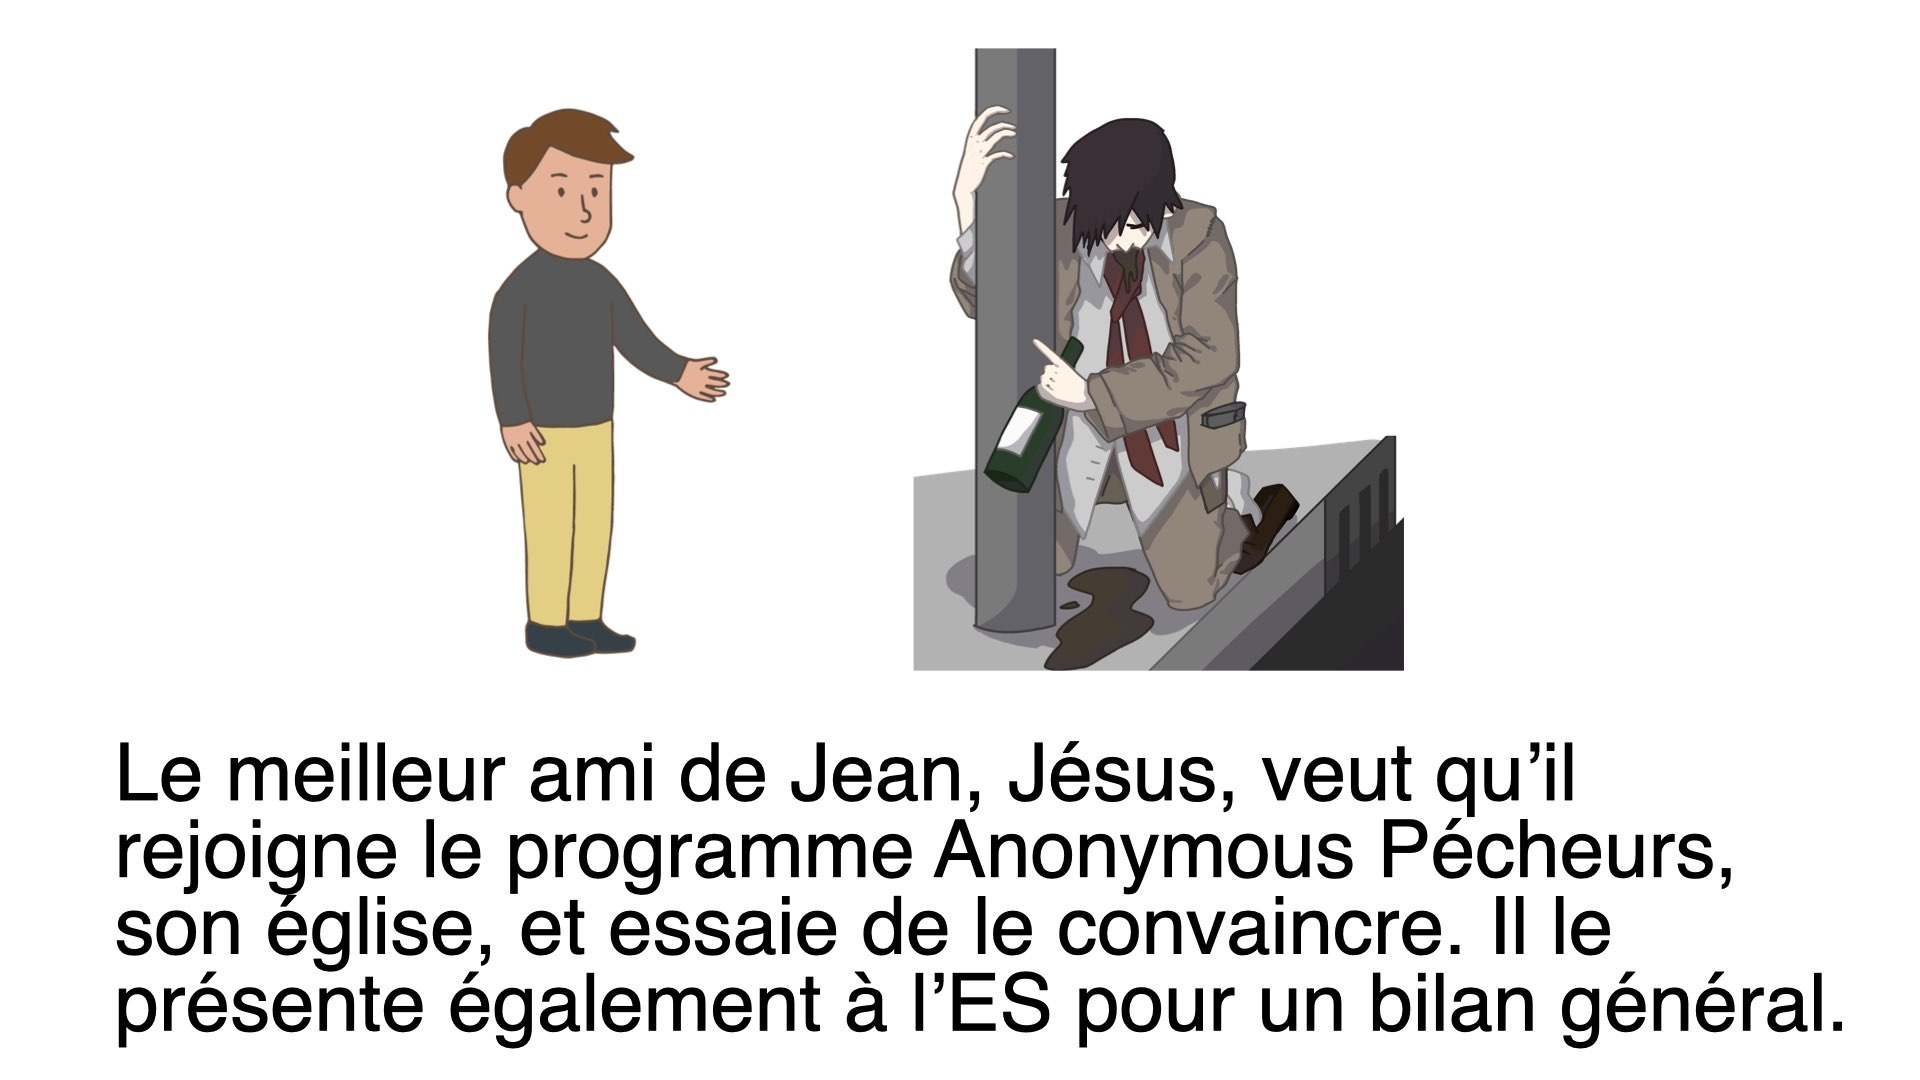 Le meilleur ami de Jean, Jésus, veut qu’il
rejoigne le programme Anonymous Pécheurs,
son église, et essaie de le convaincre. Il le
présente également à l’ES pour un bilan général.